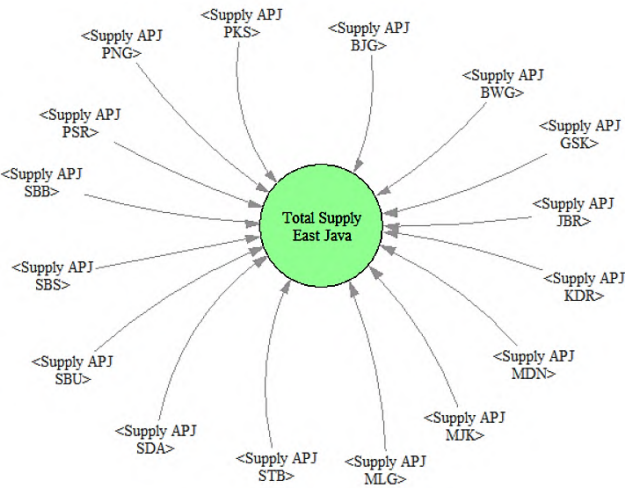 <Supply APJ
PKS>
<Supply APJ
BJG>
<Supply APJ
PNG>
<Supply APJ
BWG>
<Supply APJ
PSR>
<Supply APJ
GSK>
<Supply APJ
SBB>
<Supply APJ
JBR>
Total Supply
East Java
<Supply APJ
SBS>
<Supply APJ
KDR>
<Supply APJ
SBU>
<Supply APJ
MDN>
<Supply APJ
SDA>
<Supply APJ
MJK>
<Supply APJ
STB>
<Supply APJ
MLG>